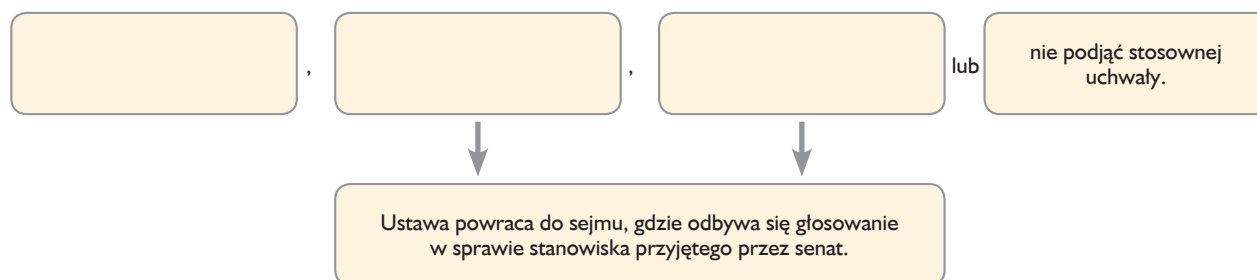 , , lub nie podjąć stosownej
uchwały.
Ustawa powraca do sejmu, gdzie odbywa się głosowanie
w sprawie stanowiska przyjętego przez senat.